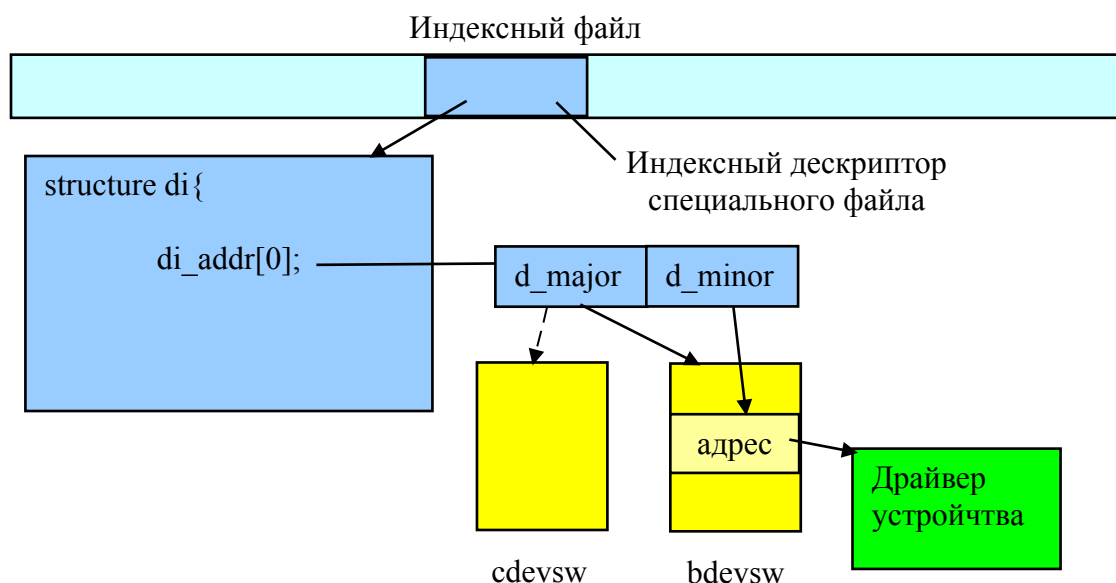 Индексный файл
structure di{
di_addr[0];
Индексный дескриптор
специального файла
d_major
d_minor
адрес
Драйвер
устройчтва
cdevsw
bdevsw